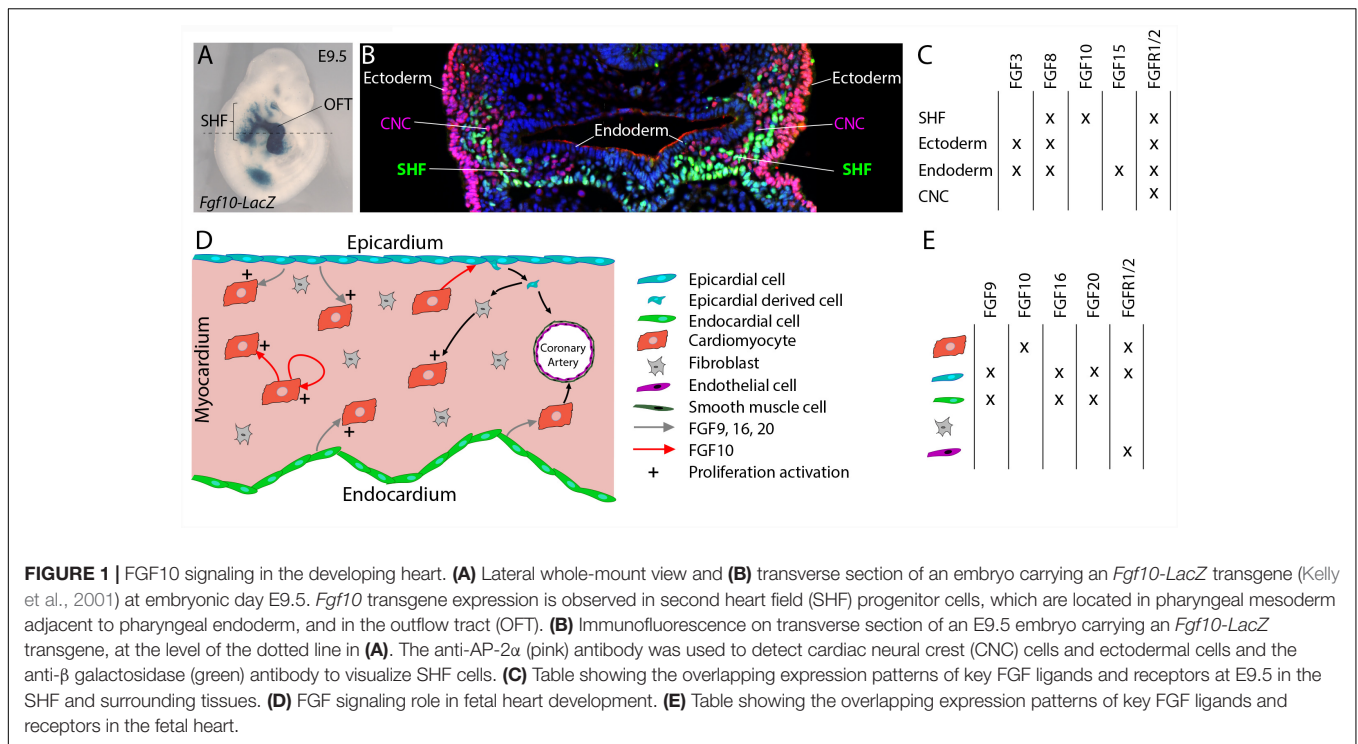 A
E9.5
OFT
SHF
Fgf10-LacZ
B
Ectoderm
Ectoderm
CNC
CNC
Endoderm
SHF
SHF
C
FGF3 FGF8 FGF10 FGF15 FGFR1/2
SHF x x x
Ectoderm x x x
Endoderm x x x x
CNC x
D
Epicardium
Myocardium
Endocardium
+
+
+
+
+
+
Coronary
Artery
Epicardial cell
Epicardial derived cell
Endocardial cell
Cardiomyocyte
Fibroblast
Endothelial cell
Smooth muscle cell
FGF9, 16, 20
FGF10
+ Proliferation activation
E
FGF9 FGF10 FGF16 FGF20 FGFR1/2
x x
x x x x
x x x
x
FIGURE 1 | FGF10 signaling in the developing heart. (A) Lateral whole-mount view and (B) transverse section of an embryo carrying an Fgf10-LacZ transgene (Kelly
et al., 2001) at embryonic day E9.5. Fgf10 transgene expression is observed in second heart field (SHF) progenitor cells, which are located in pharyngeal mesoderm
adjacent to pharyngeal endoderm, and in the outflow tract (OFT). (B) Immunofluorescence on transverse section of an E9.5 embryo carrying an Fgf10-LacZ
transgene, at the level of the dotted line in (A). The anti-AP-2α (pink) antibody was used to detect cardiac neural crest (CNC) cells and ectodermal cells and the
anti-β galactosidase (green) antibody to visualize SHF cells. (C) Table showing the overlapping expression patterns of key FGF ligands and receptors at E9.5 in the
SHF and surrounding tissues. (D) FGF signaling role in fetal heart development. (E) Table showing the overlapping expression patterns of key FGF ligands and
receptors in the fetal heart.